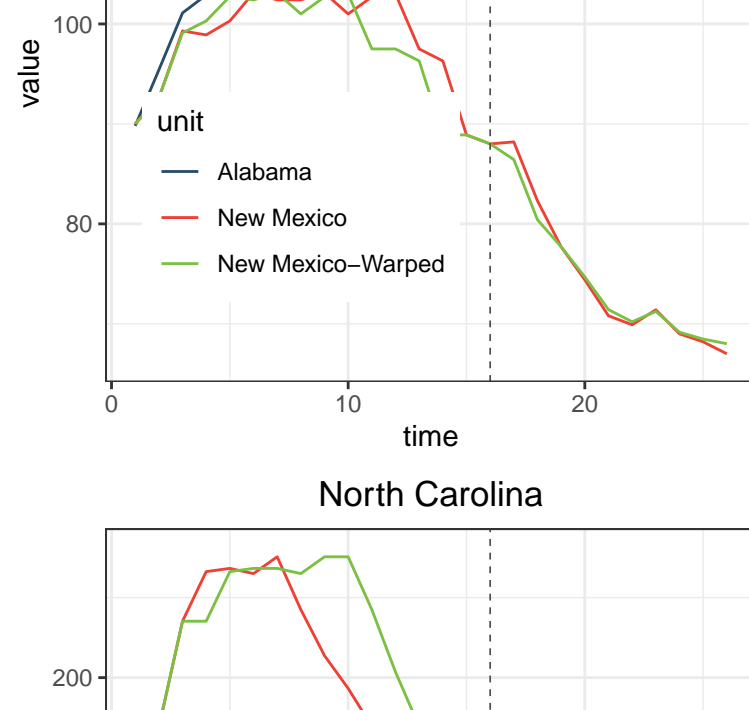 100
value
unit
Alabama
New Mexico
80
New Mexico−Warped
0
10
20
time
North Carolina
200